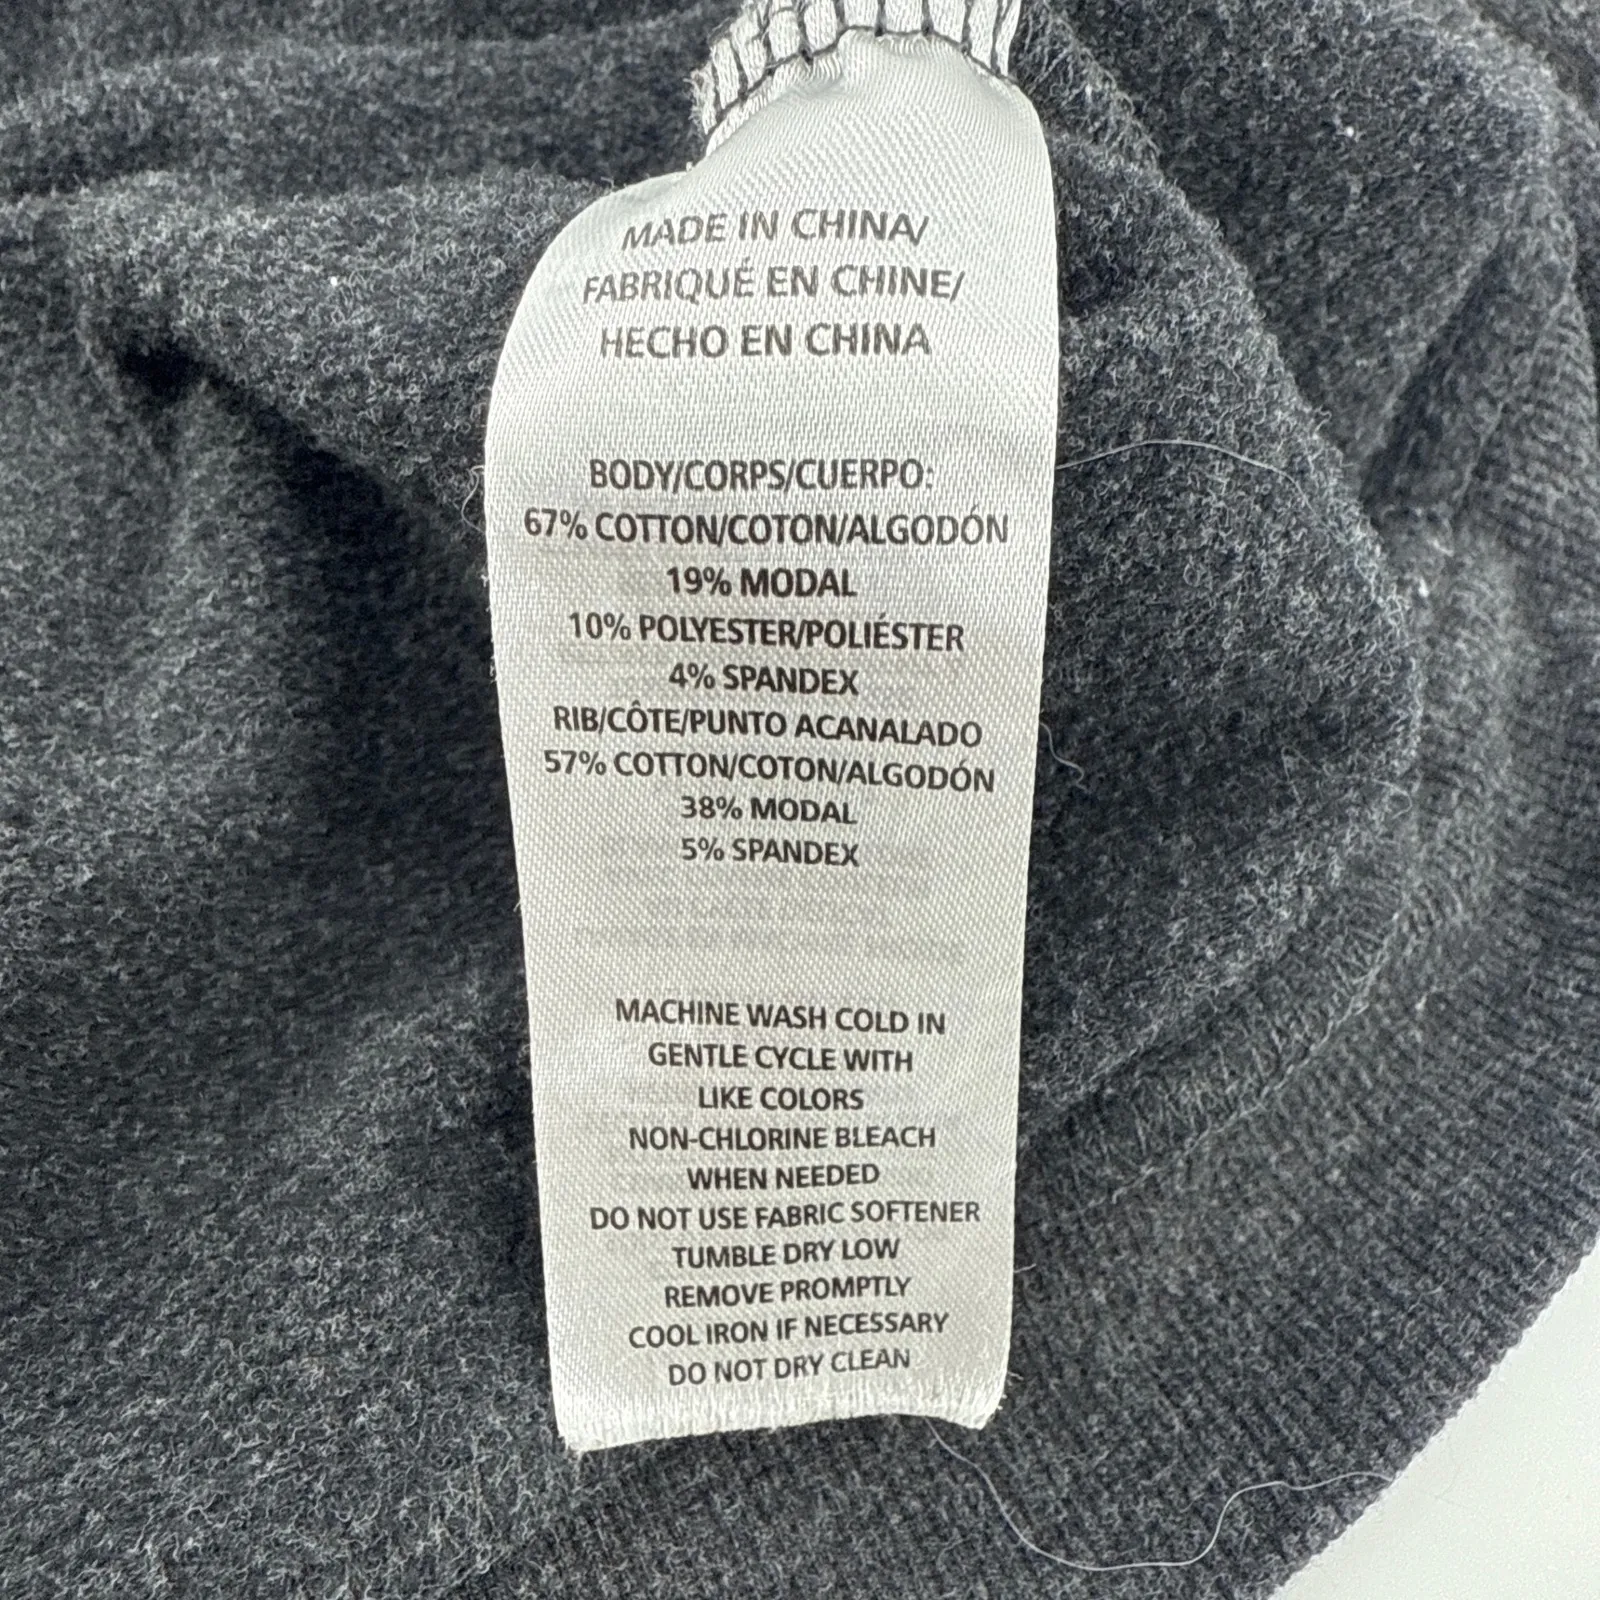 MADE IN CHINA/
FABRIQUÉ EN CHINE/
HECHO EN CHINA
BODY/CORPS/CUERPO:
67% COTTON/COTON/ALGODÓN
19% MODAL
10% POLYESTER/POLIÉSTER
4% SPANDEX
RIB/CÔTE/PUNTO ACANALADO
57% COTTON/COTON/ALGODÓN
38% MODAL
5% SPANDEX
MACHINE WASH COLD IN
GENTLE CYCLE WITH
LIKE COLORS
NON-CHLORINE BLEACH
WHEN NEEDED
DO NOT USE FABRIC SOFTENER
TUMBLE DRY LOW
REMOVE PROMPTLY
COOL IRON IF NECESSARY
DO NOT DRY CLEAN